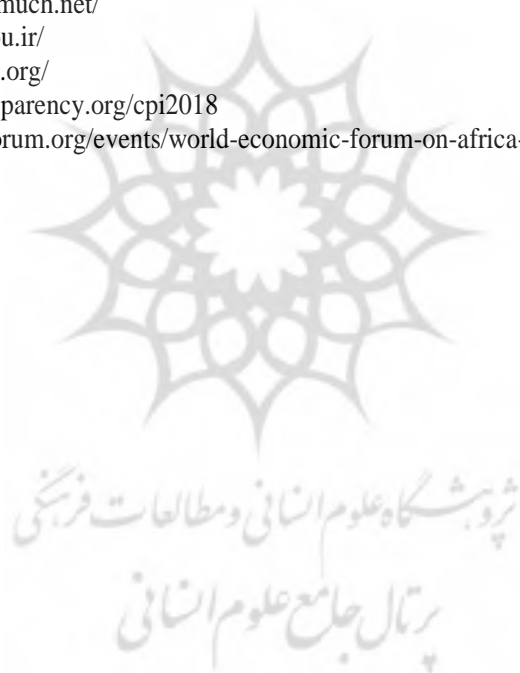 much.net/
u.ir/
.org/
parency.org/cpi2018
rum.org/events/world-economic-forum-on-africa-
پژوهشگاه علوم انسانی و مطالعات فرهنگی
پرتال جامع علوم انسانی